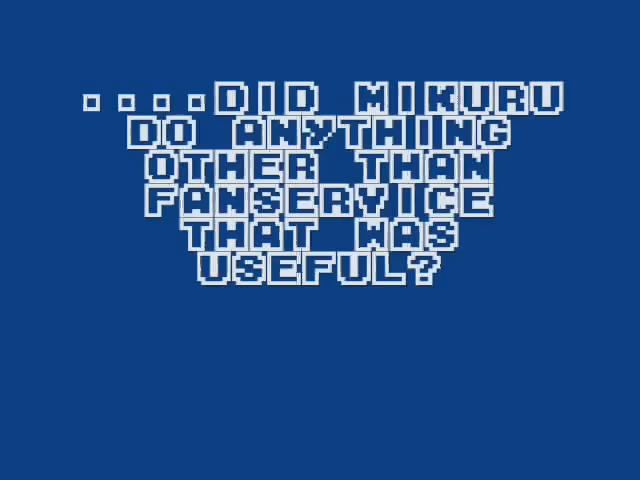 ....DID MIKURU
DO ANYTHING
OTHER THAN
FANSERVICE
THAT WAS
USEFUL?